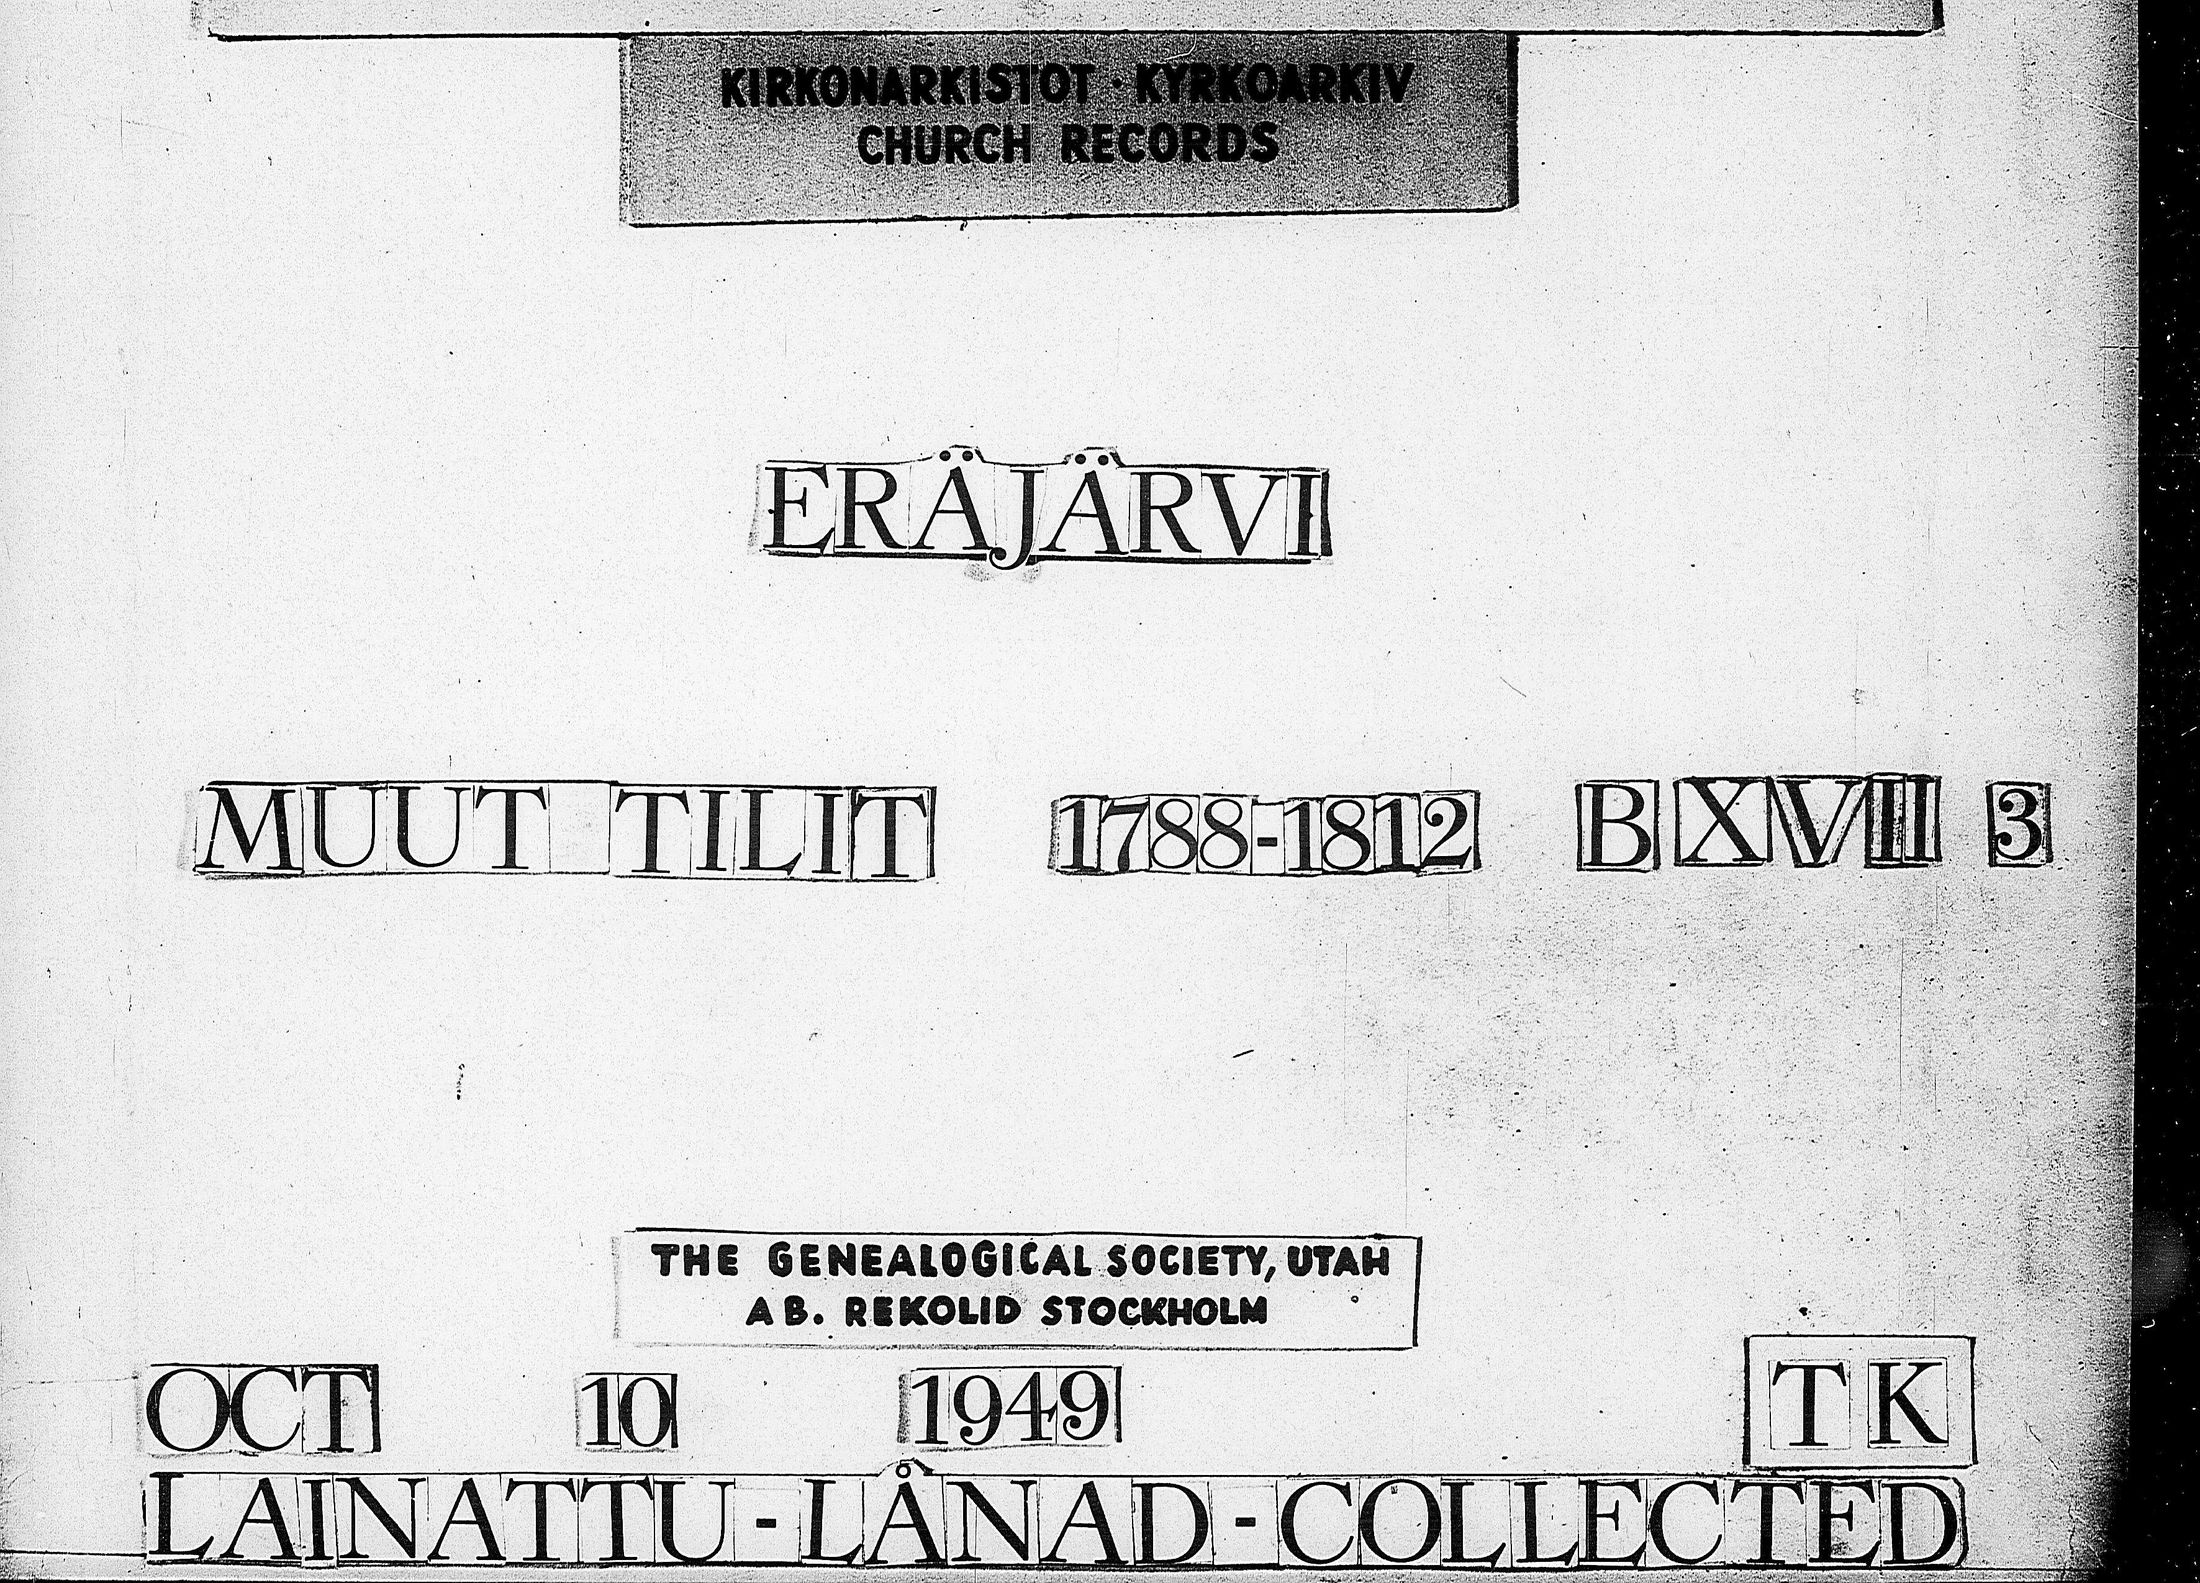 KIRKONARKISTOT · KYRKOARKIV
CHURCH RECORDS
ERÄJÄRVI
MUUT TILIT 1788-1812 B XVII 3
THE GENEALOGICAL SOCIETY, UTAH
AB. REKOLID STOCKHOLM
OCT 10 1949 TK
LAINATTU-LÅNAD-COLLECTED